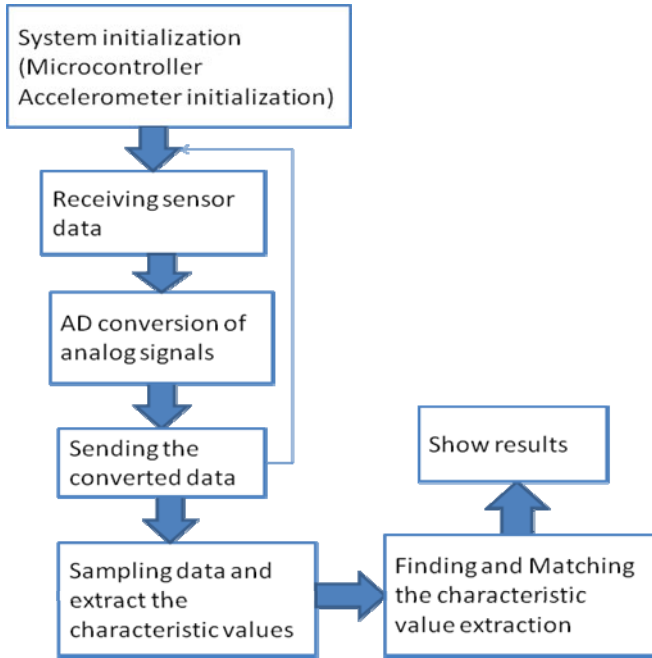 System initialization
(Microcontroller
Accelerometer initialization)
Receiving sensor
data
AD conversion of
analog signals
Sending the
converted data
Sampling data and
extract the
characteristic values
Finding and Matching
the characteristic
value extraction
Show results